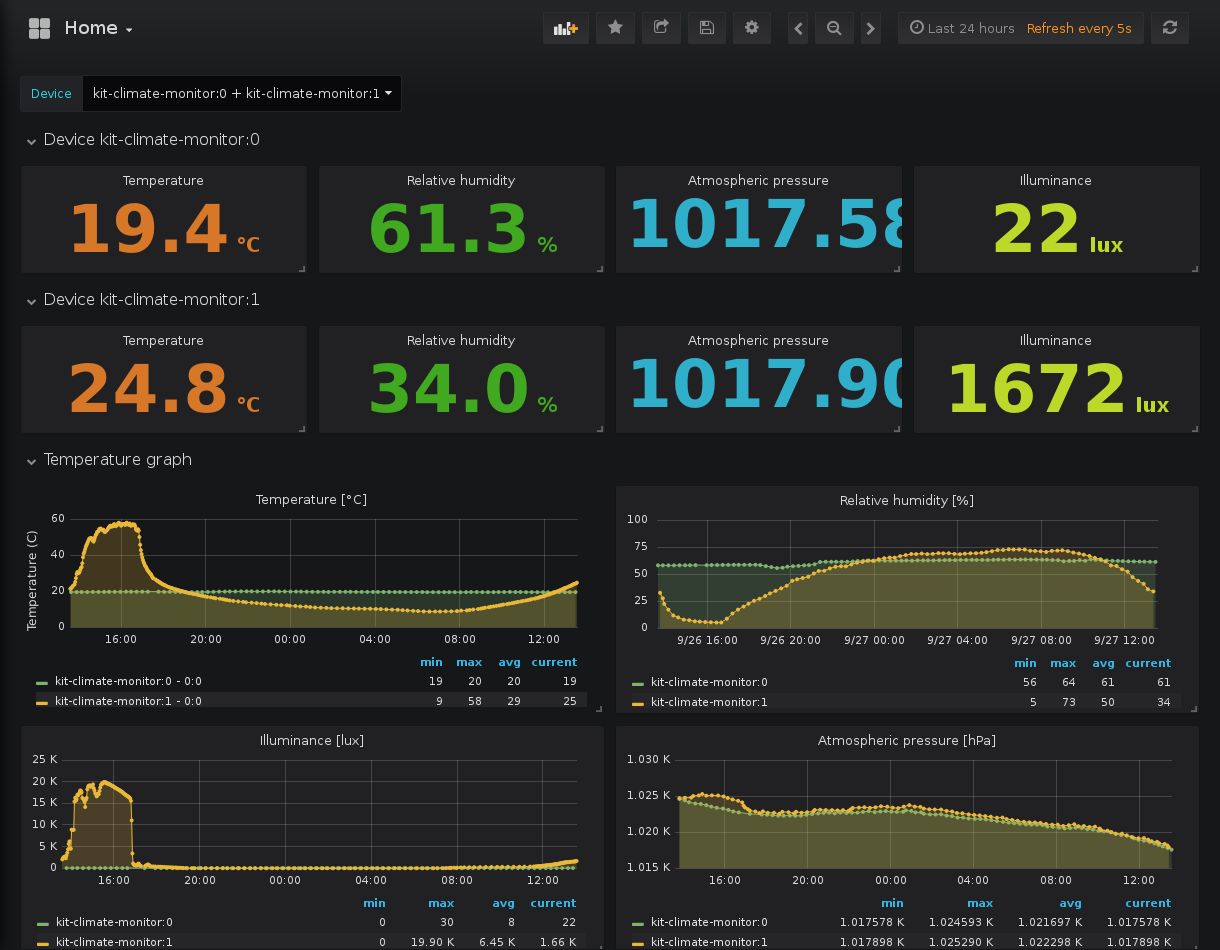 Home
Last 24 hours Refresh every 5s
Device kit-climate-monitor:0 + kit-climate-monitor:1
Device kit-climate-monitor:0
Temperature Relative humidity Atmospheric pressure Illuminance
19.4 °C 61.3 % 1017.58 22 lux
Device kit-climate-monitor:1
Temperature Relative humidity Atmospheric pressure Illuminance
24.8 °C 34.0 % 1017.90 1672 lux
Temperature graph
Temperature [°C]
Temperature (C)
60
40
20
0
16:00 20:00 00:00 04:00 08:00 12:00
min max avg current
kit-climate-monitor:0 - 0:0 19 20 20 19
kit-climate-monitor:1 - 0:0 9 58 29 25
Relative humidity [%]
100
75
50
25
0
9/26 16:00 9/26 20:00 9/27 00:00 9/27 04:00 9/27 08:00 9/27 12:00
min max avg current
kit-climate-monitor:0 56 64 61 61
kit-climate-monitor:1 5 73 50 34
Illuminance [lux]
25 K
20 K
15 K
10 K
5 K
0
16:00 20:00 00:00 04:00 08:00 12:00
min max avg current
kit-climate-monitor:0 0 30 8 22
kit-climate-monitor:1 0 19.90 K 6.45 K 1.66 K
Atmospheric pressure [hPa]
1.030 K
1.025 K
1.020 K
1.015 K
16:00 20:00 00:00 04:00 08:00 12:00
min max avg current
kit-climate-monitor:0 1.017578 K 1.024593 K 1.021697 K 1.017578 K
kit-climate-monitor:1 1.017898 K 1.025290 K 1.022298 K 1.017898 K